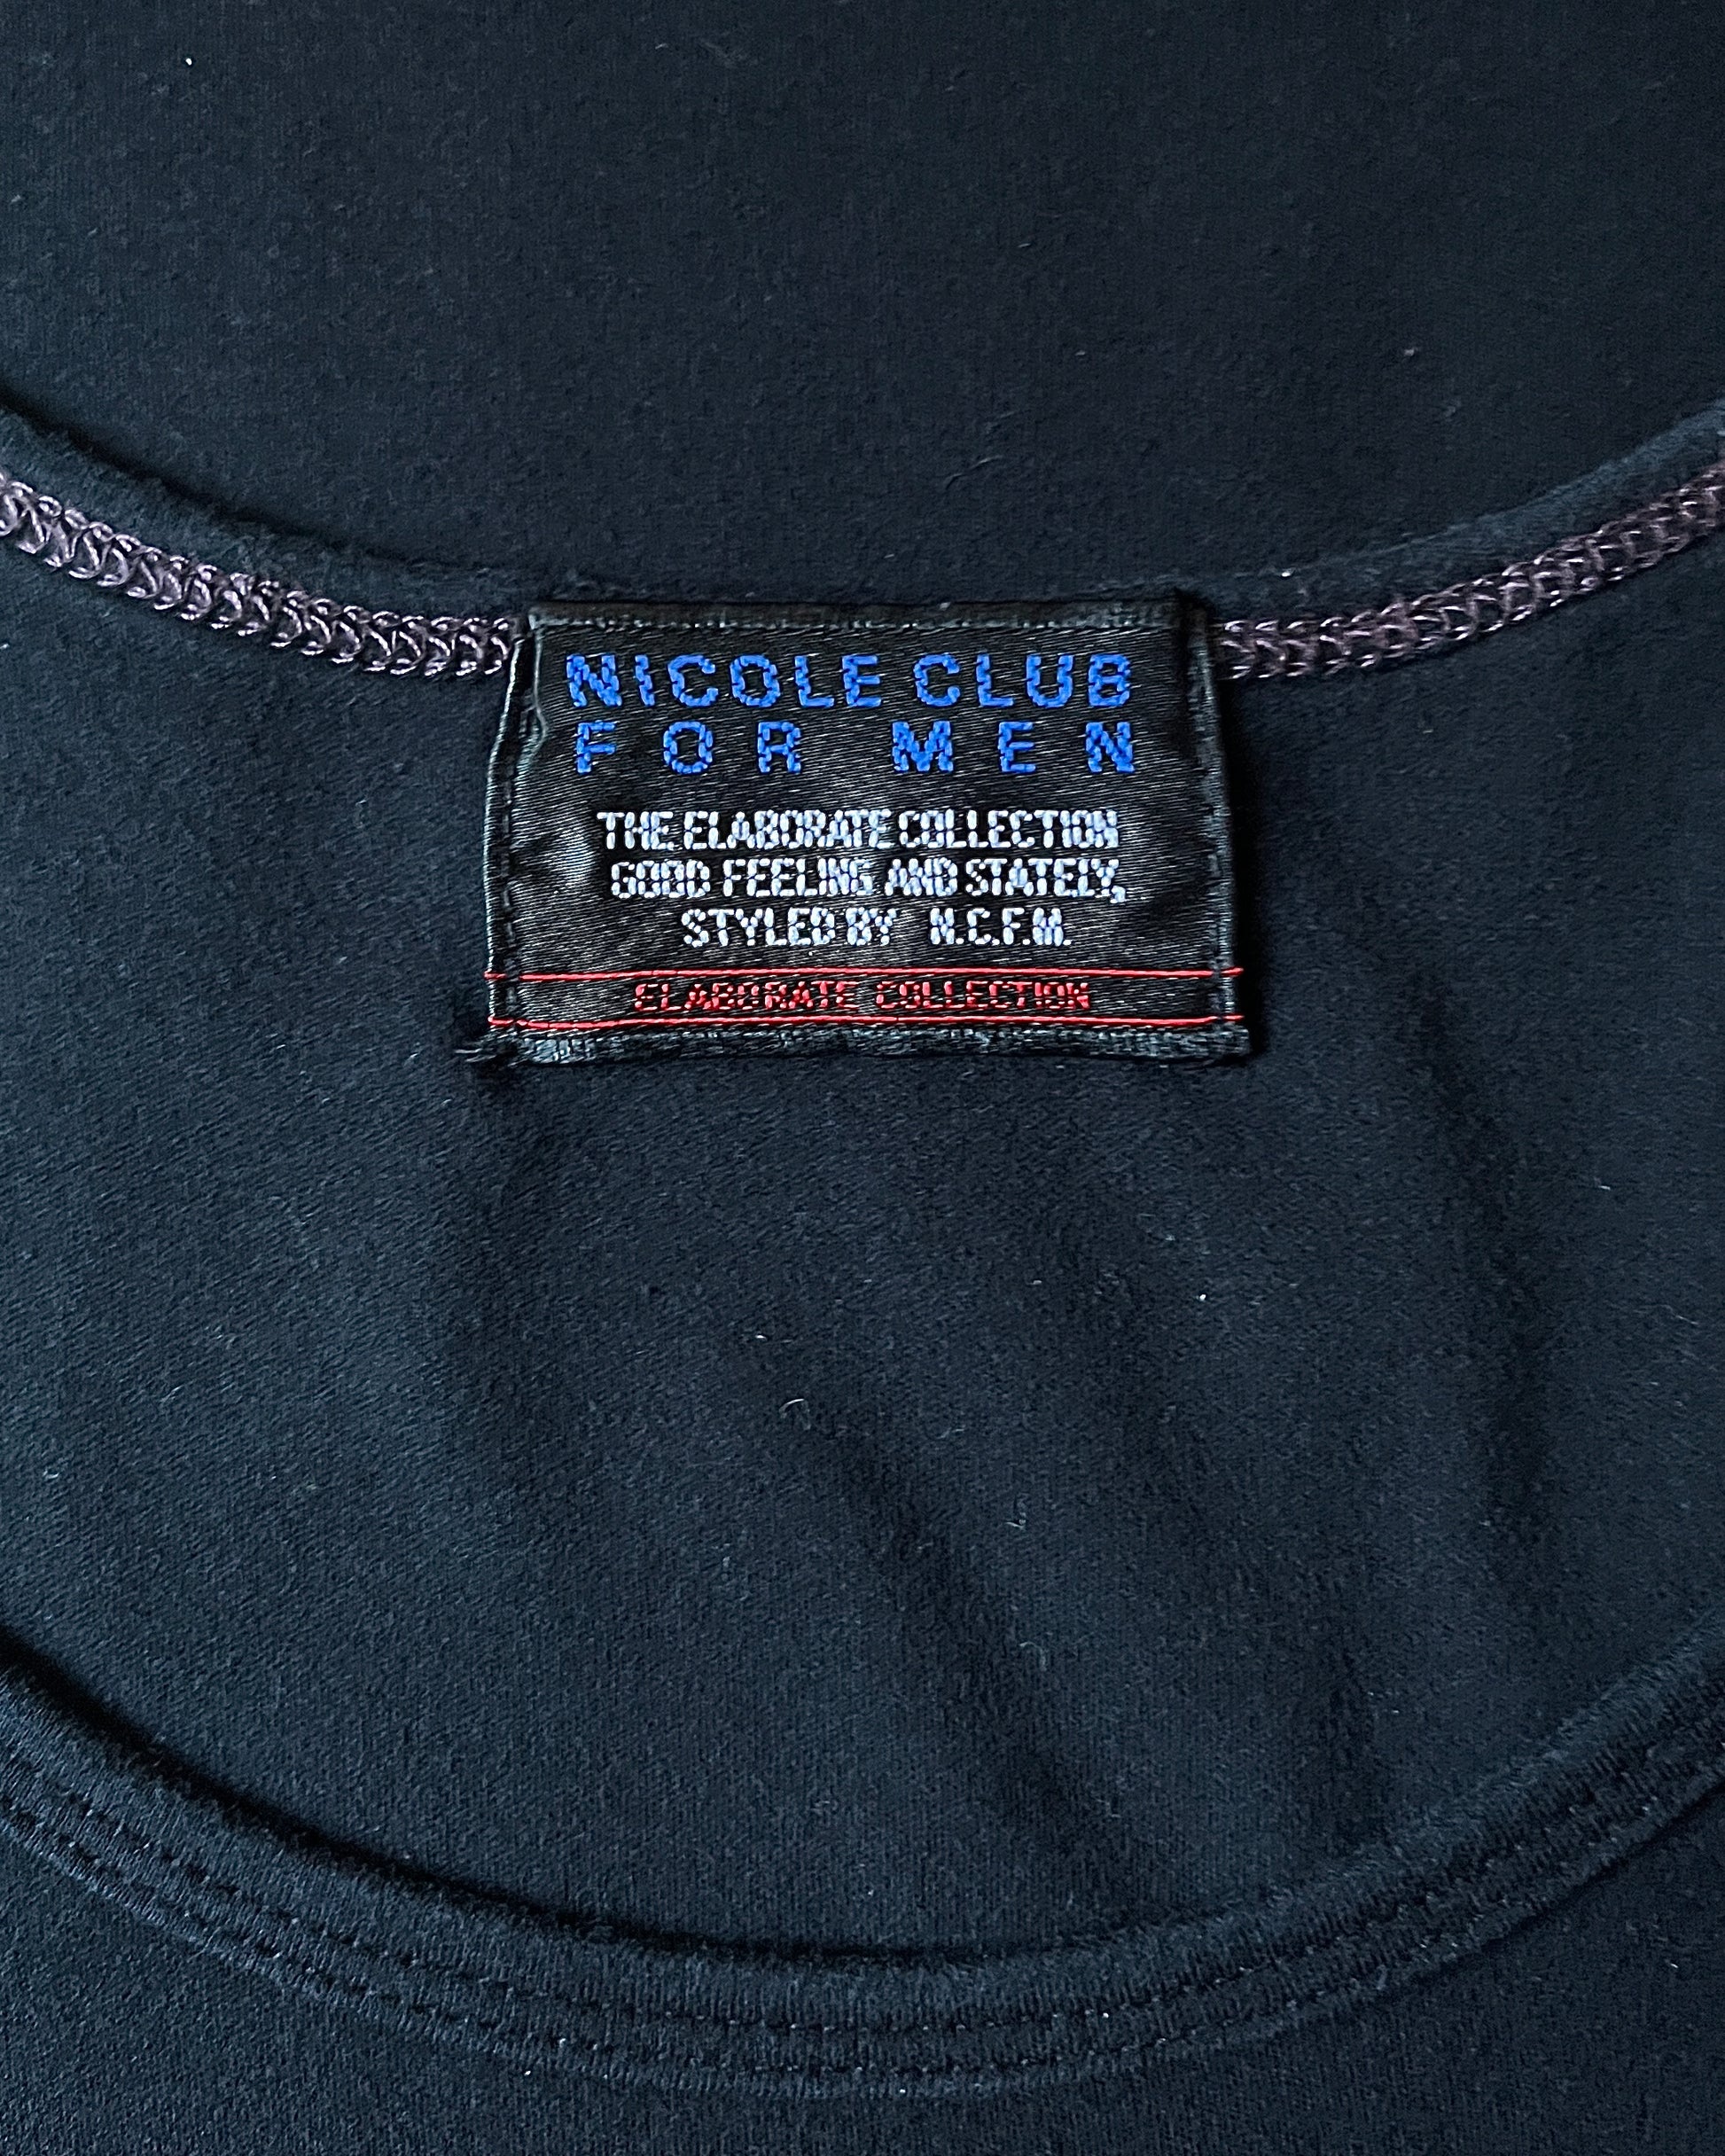 NICOLE CLUB
FOR MEN
THE ELABORATE COLLECTION
GOOD FEELING AND STATELY,
STYLED BY N.C.F.M.
ELABORATE COLLECTION